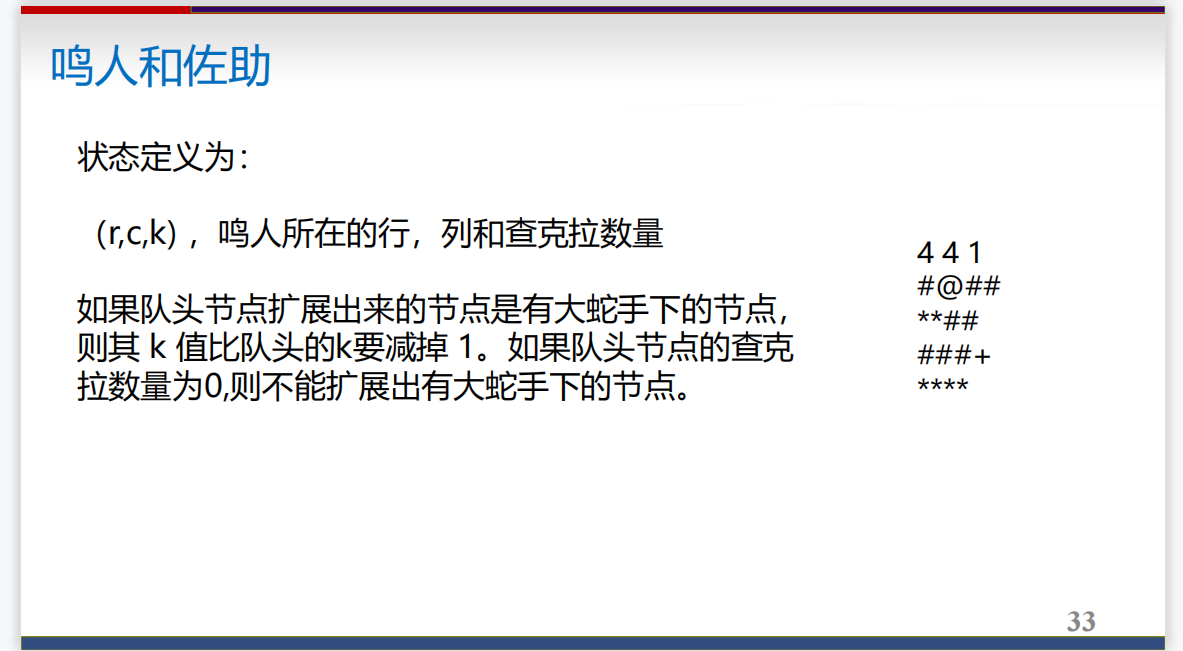 鸣人和佐助
状态定义为：
（r,c,k) ，鸣人所在的行，列和查克拉数量
如果队头节点扩展出来的节点是有大蛇手下的节点，
则其 k 值比队头的k要减掉 1。如果队头节点的查克
拉数量为0,则不能扩展出有大蛇手下的节点。
4 4 1
#@##
**##
###+
****
33